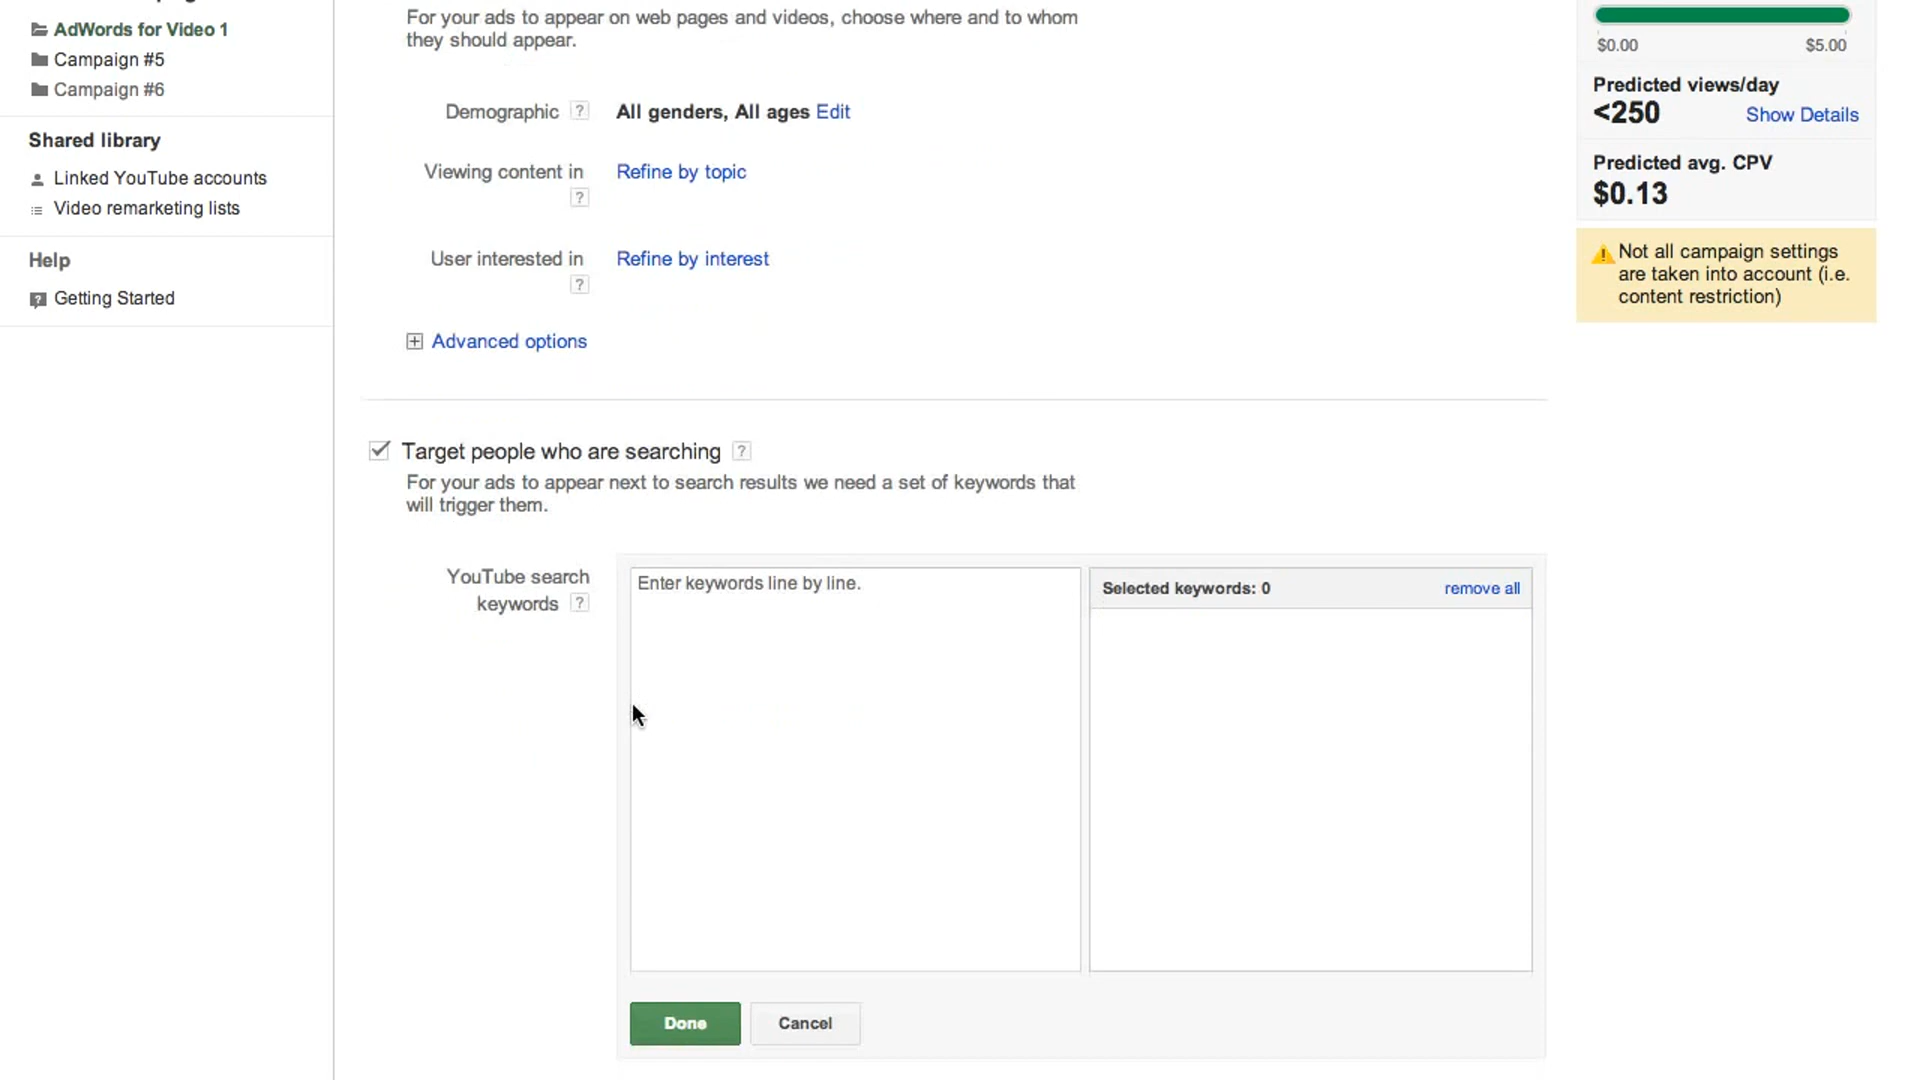 AdWords for Video 1
Campaign #5
Campaign #6
Shared library
Linked YouTube accounts
Video remarketing lists
Help
Getting Started
For your ads to appear on web pages and videos, choose where and to whom
they should appear.
Demographic ? All genders, All ages Edit
Viewing content in Refine by topic
?
User interested in Refine by interest
?
Advanced options
Target people who are searching ?
For your ads to appear next to search results we need a set of keywords that
will trigger them.
YouTube search
keywords ?
Enter keywords line by line.
Selected keywords: 0 remove all
Done Cancel
$0.00 $5.00
Predicted views/day
<250 Show Details
Predicted avg. CPV
$0.13
Not all campaign settings
are taken into account (i.e.
content restriction)